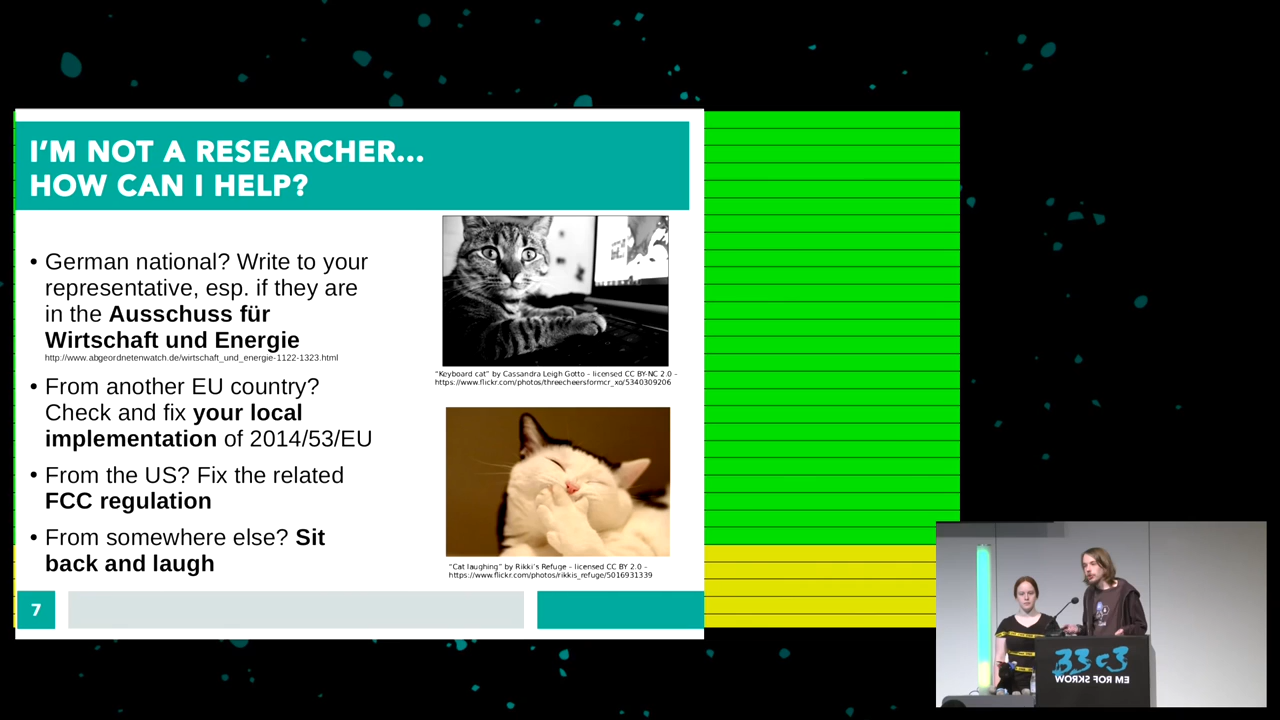 I'M NOT A RESEARCHER...
HOW CAN I HELP?
• German national? Write to your
representative, esp. if they are
in the Ausschuss für
Wirtschaft und Energie
http://www.abgeordnetenwatch.de/wirtschaft_und_energie-1122-1323.html
• From another EU country?
Check and fix your local
implementation of 2014/53/EU
• From the US? Fix the related
FCC regulation
• From somewhere else? Sit
back and laugh
"Keyboard cat" by Cassandra Leigh Gotto – licensed CC BY-NC 2.0 –
https://www.flickr.com/photos/threecheersformcr_xo/5340309206
"Cat laughing" by Rikki's Refuge – licensed CC BY 2.0 –
https://www.flickr.com/photos/rikkis_refuge/5016931339
7
33c3
WORKS FOR ME